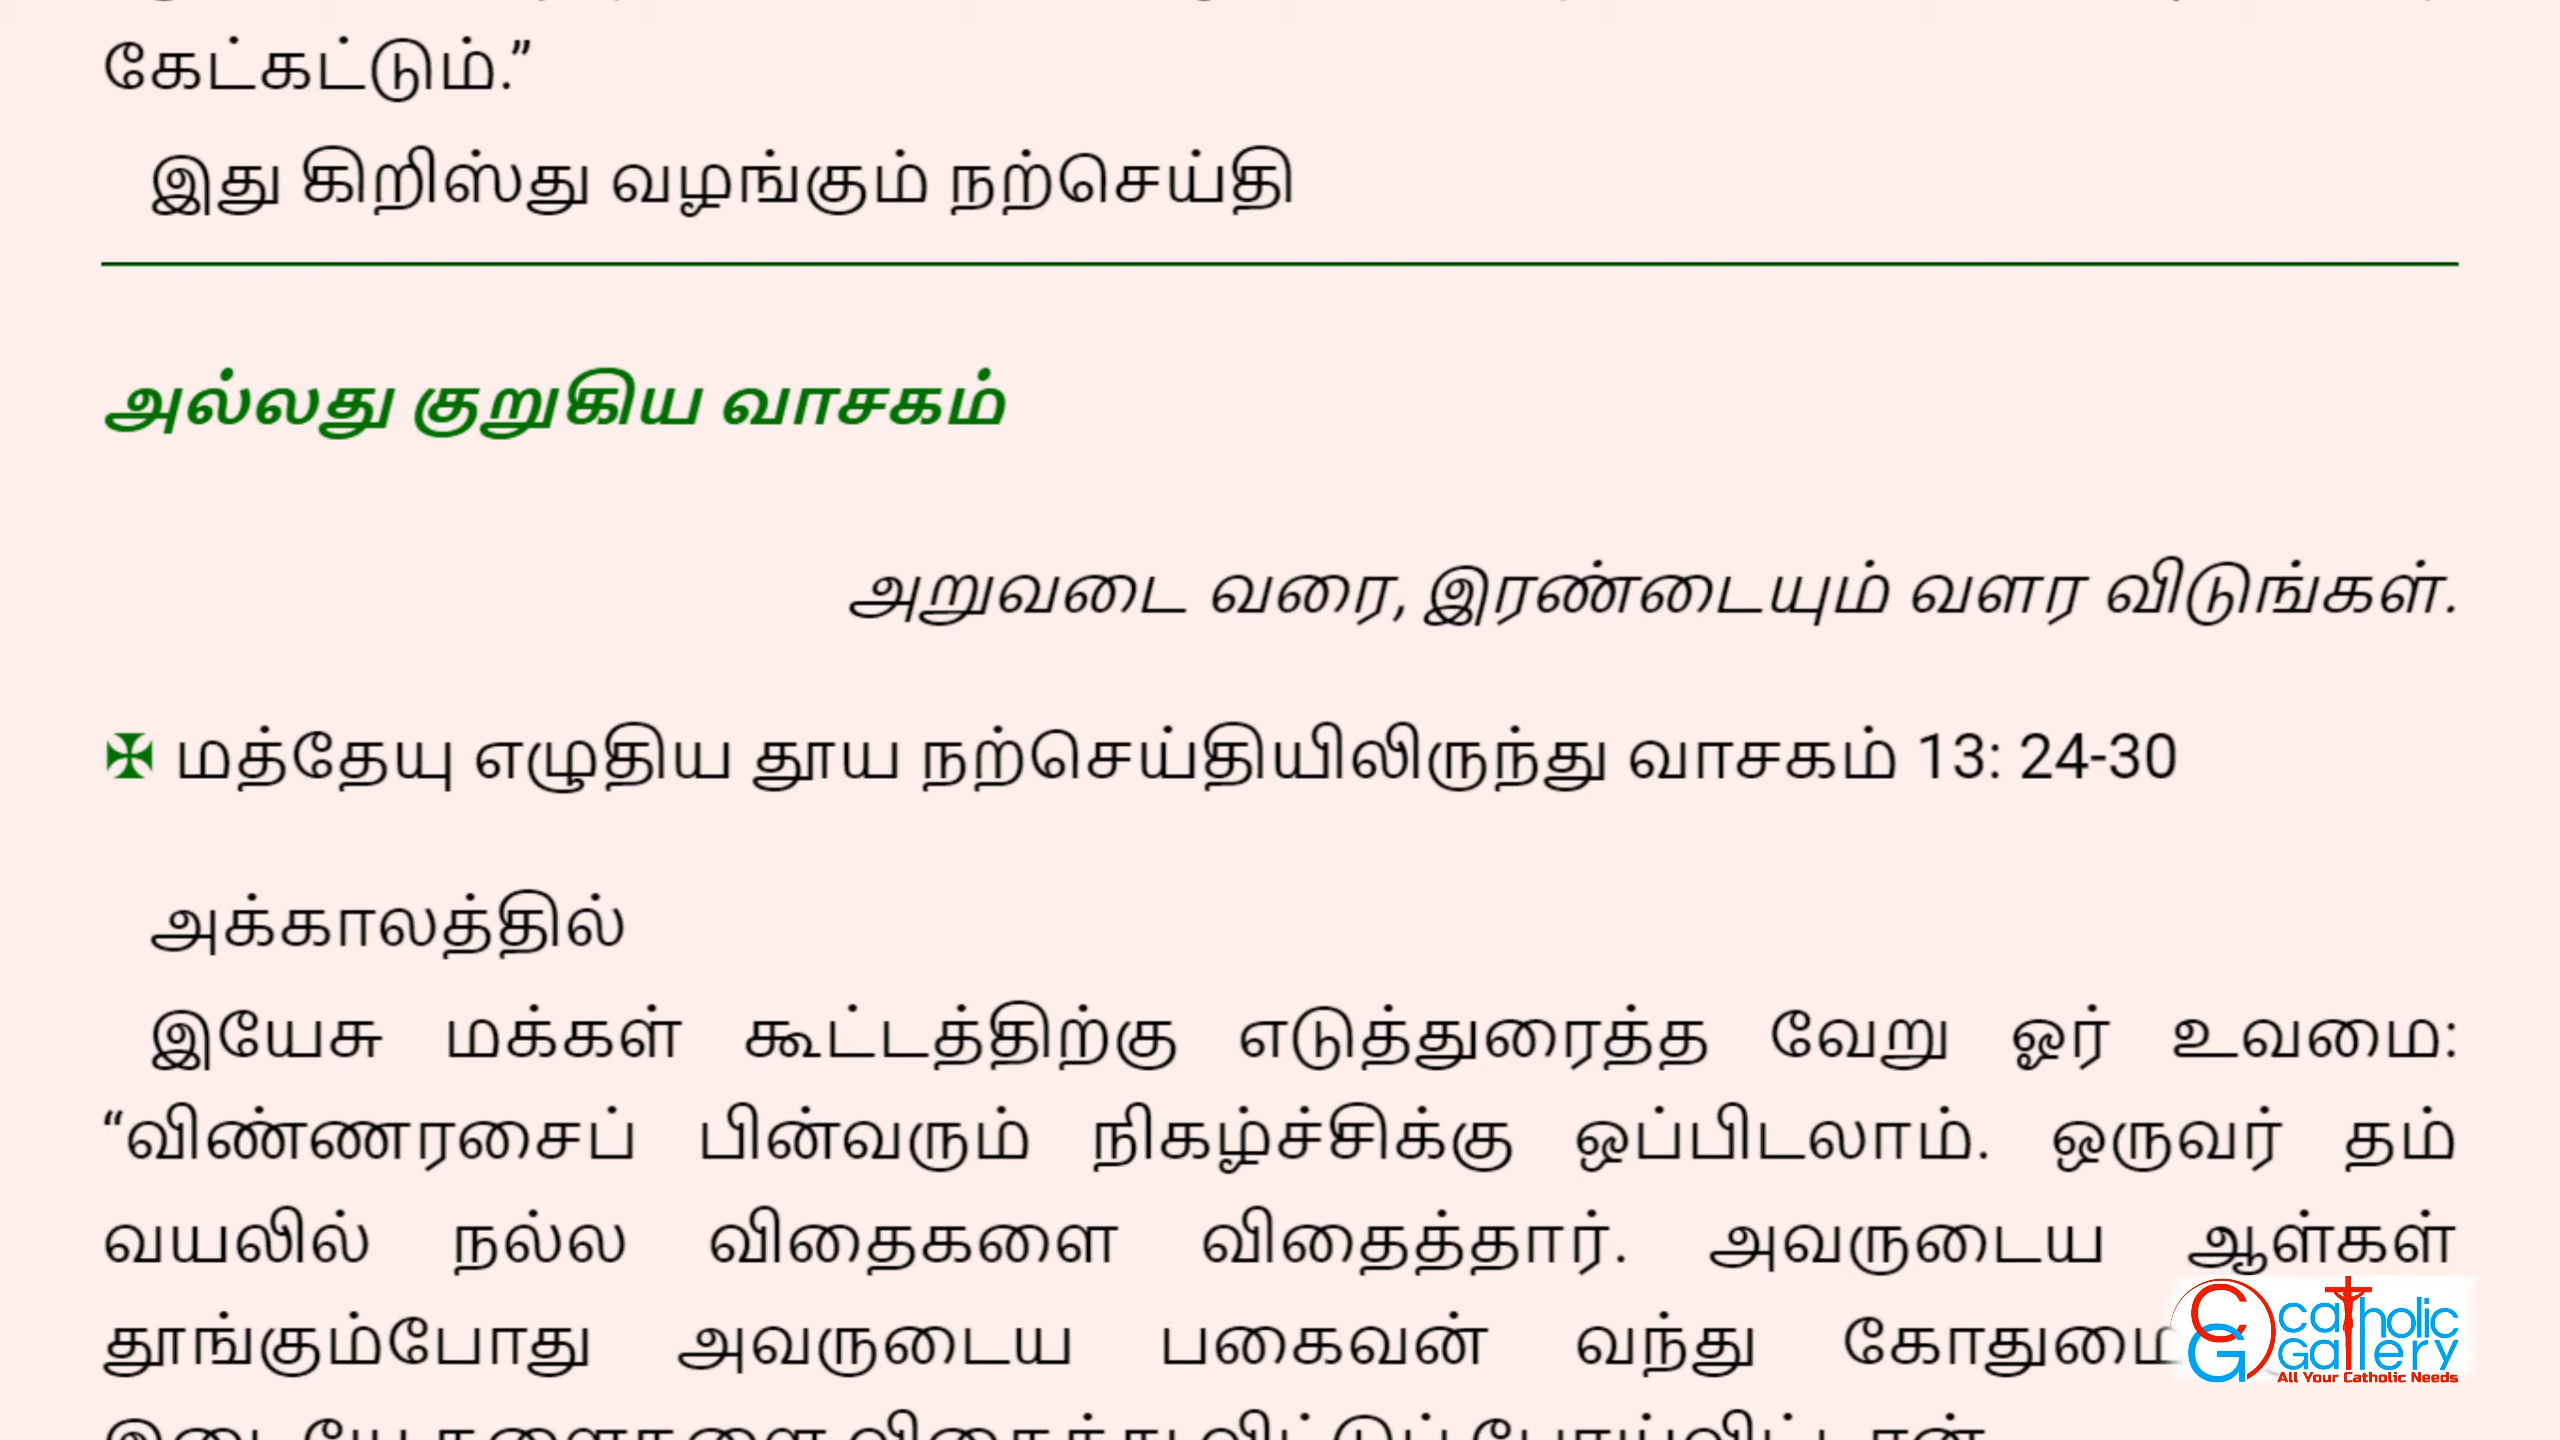 கேட்கட்டும்.”
இது கிறிஸ்து வழங்கும் நற்செய்தி
அல்லது குறுகிய வாசகம்
அறுவடை வரை, இரண்டையும் வளர விடுங்கள்.
✠ மத்தேயு எழுதிய தூய நற்செய்தியிலிருந்து வாசகம் 13: 24-30
அக்காலத்தில்
இயேசு மக்கள் கூட்டத்திற்கு எடுத்துரைத்த வேறு ஓர் உவமை:
“விண்ணரசைப் பின்வரும் நிகழ்ச்சிக்கு ஒப்பிடலாம். ஒருவர் தம்
வயலில் நல்ல விதைகளை விதைத்தார். அவருடைய ஆள்கள்
தூங்கும்போது அவருடைய பகைவன் வந்து
CG catholic
Gallery
All Your Catholic Needs